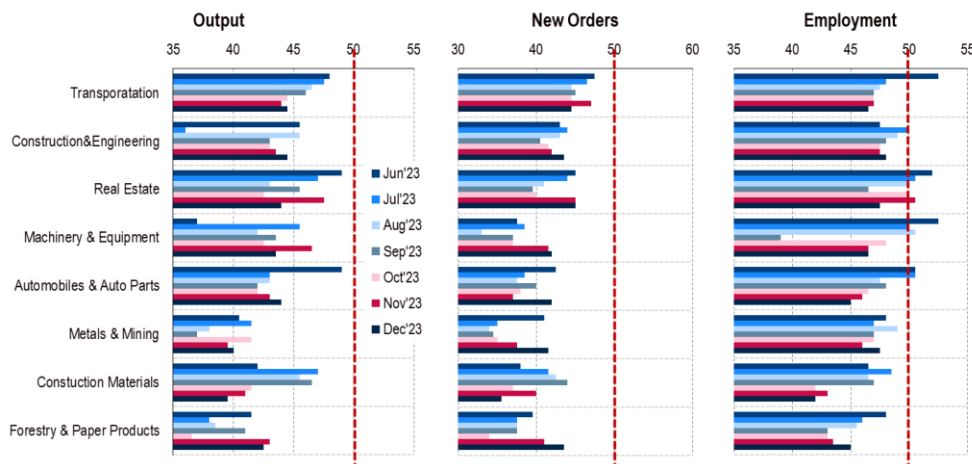 Output
New Orders
Employment
35 40 45 50 55
30 40 50 60
35 40 45 50 55
Transporatation
Construction&Engineering
Real Estate
Machinery & Equipment
Automobiles & Auto Parts
Metals & Mining
Constuction Materials
Forestry & Paper Products
Jun'23
Jul'23
Aug'23
Sep'23
Oct'23
Nov'23
Dec'23